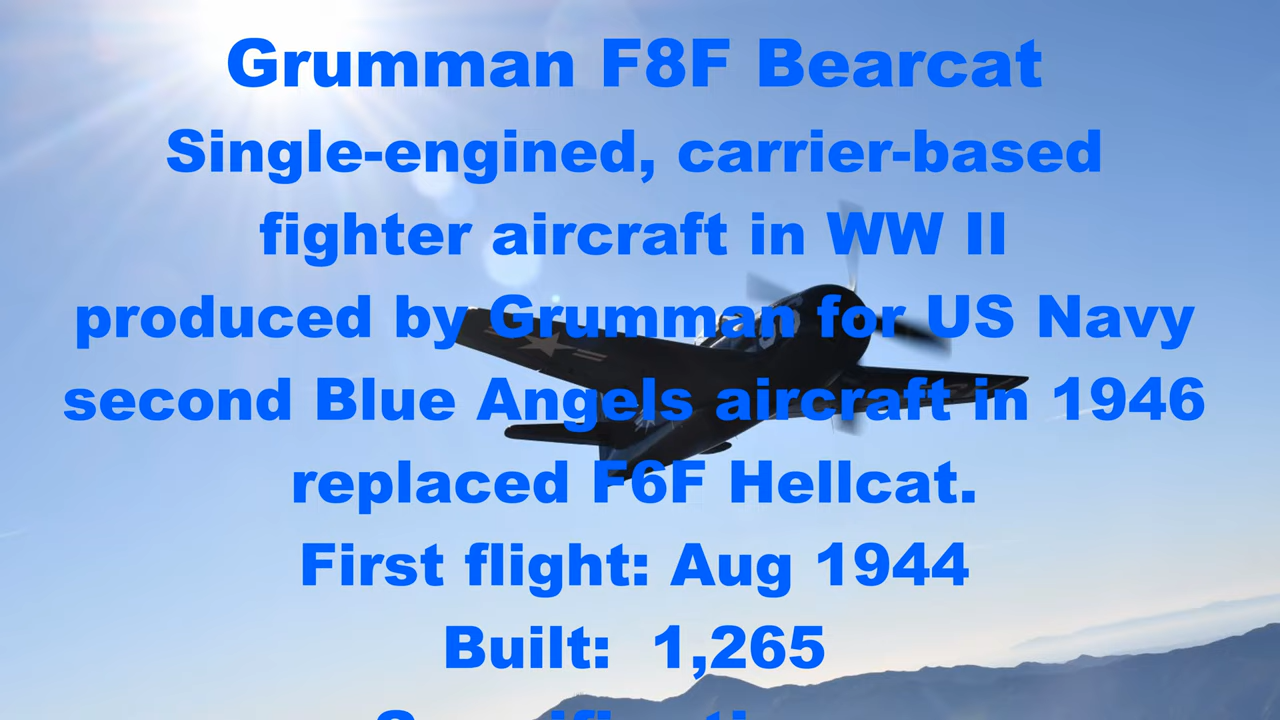 Grumman F8F Bearcat
Single-engined, carrier-based
fighter aircraft in WW II
produced by Grumman for US Navy
second Blue Angels aircraft in 1946
replaced F6F Hellcat.
First flight: Aug 1944
Built:  1,265